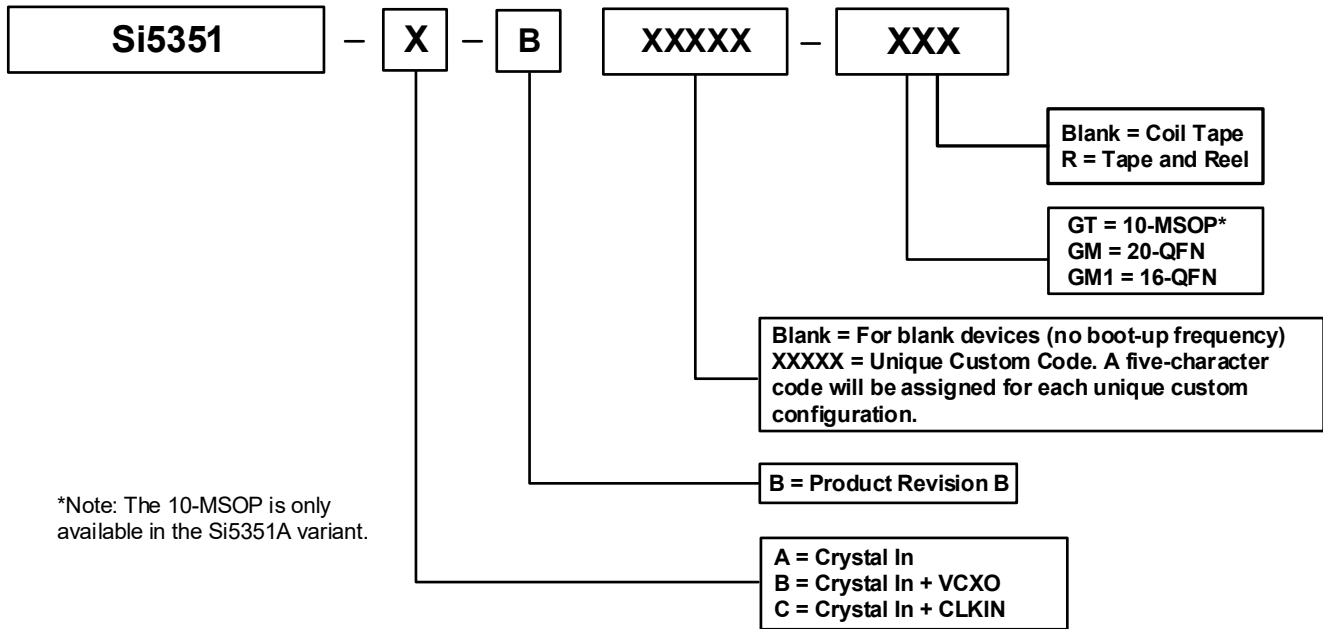 Si5351 – X – B XXXXX – XXX
Blank = Coil Tape
R = Tape and Reel
GT = 10-MSOP*
GM = 20-QFN
GM1 = 16-QFN
Blank = For blank devices (no boot-up frequency)
XXXXX = Unique Custom Code. A five-character
code will be assigned for each unique custom
configuration.
B = Product Revision B
*Note: The 10-MSOP is only
available in the Si5351A variant.
A = Crystal In
B = Crystal In + VCXO
C = Crystal In + CLKIN